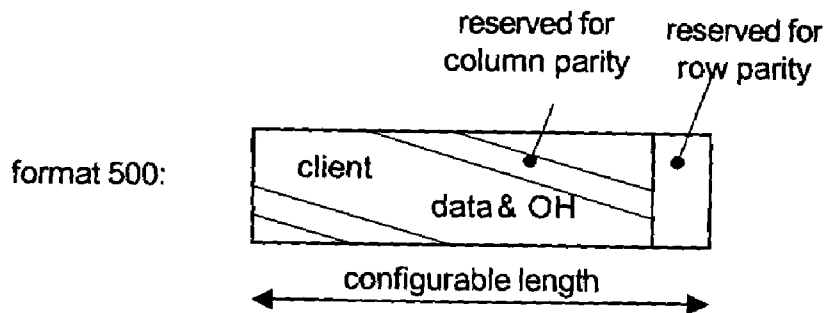 reserved for
column parity
reserved for
row parity
format 500:
client
data & OH
configurable length